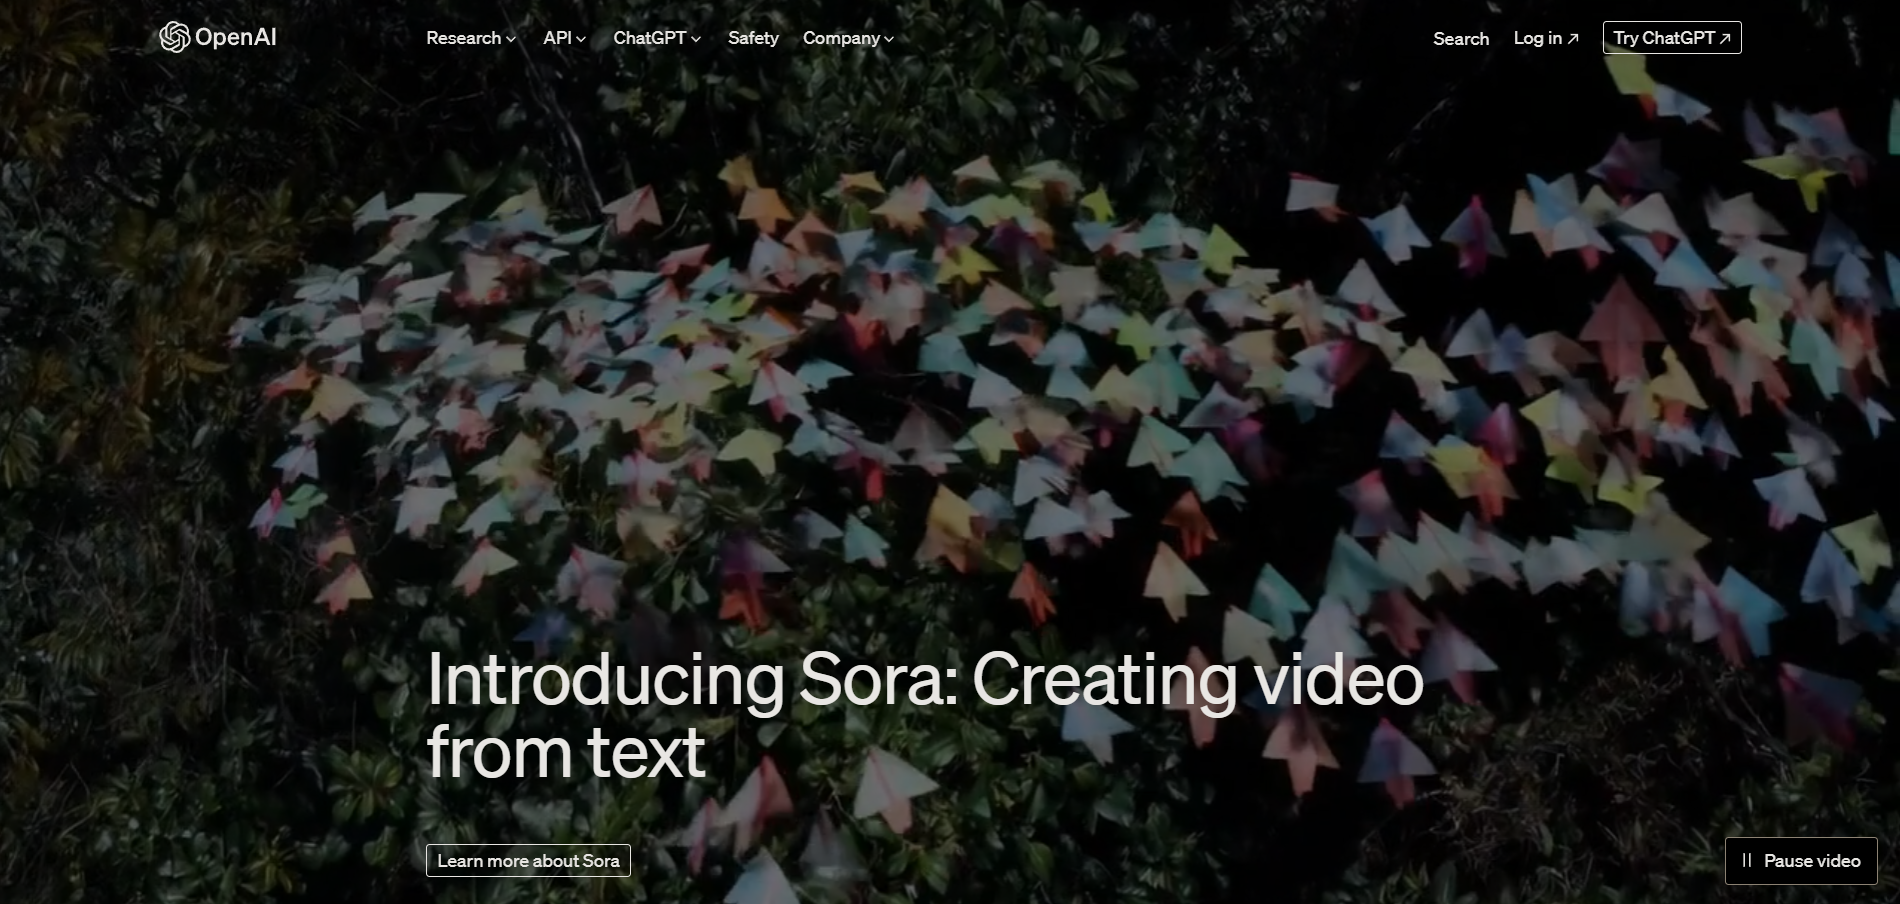 OpenAI
Research
API
ChatGPT
Safety
Company
Search
Log in ↗
Try ChatGPT ↗
Introducing Sora: Creating video
from text
Learn more about Sora
Pause video